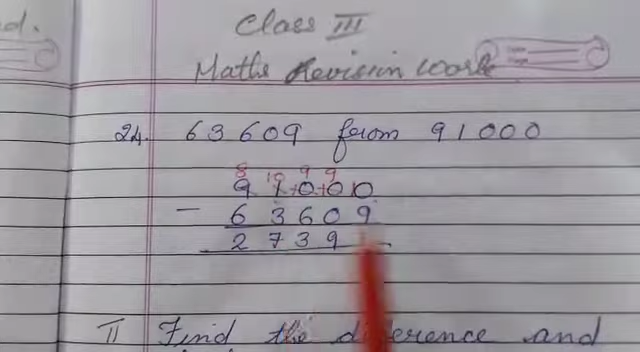 d.
Class III
Maths Revision work
24. 63609 from 91000
8 10 9 9
9 1 0 0 0
- 6 3 6 0 9
2 7 3 9
II Find the difference and